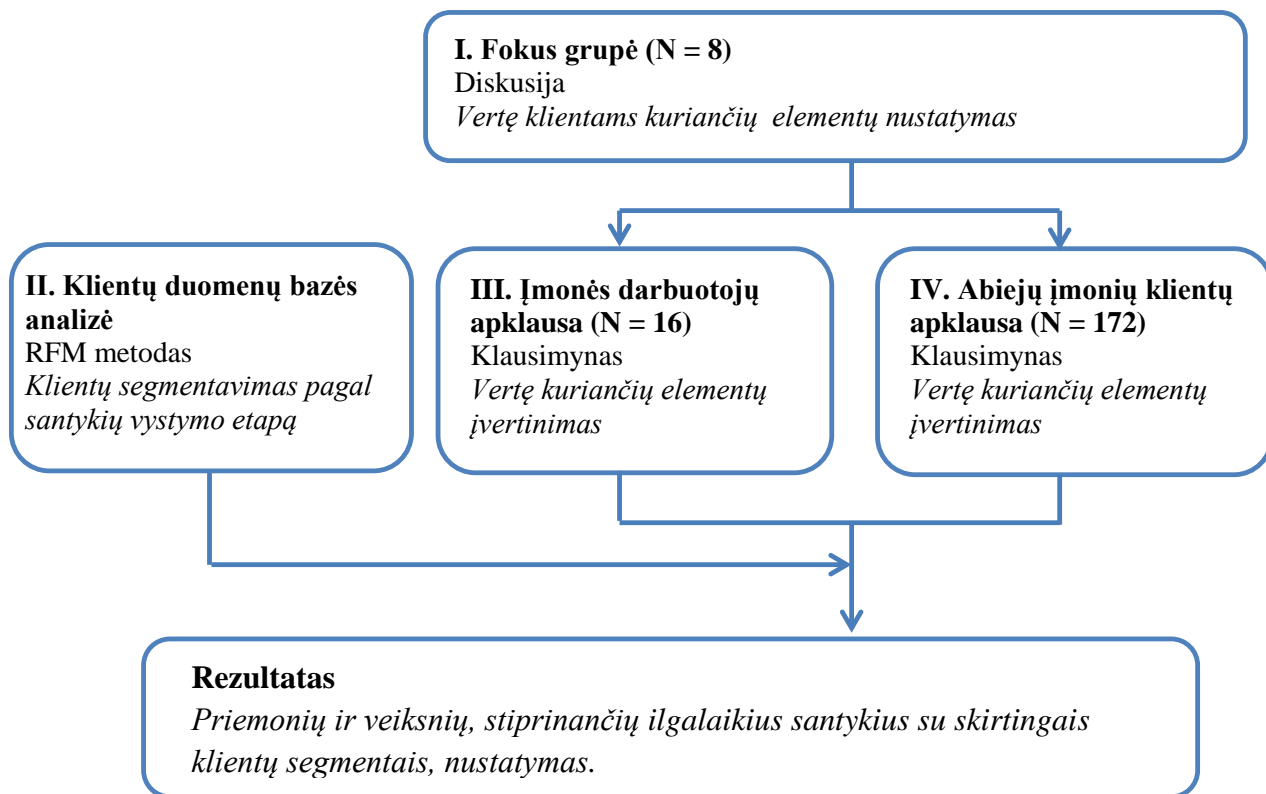 I. Fokus grupė (N = 8)
Diskusija
Vertę klientams kuriančių elementų nustatymas
II. Klientų duomenų bazės
analizė
RFM metodas
Klientų segmentavimas pagal
santykių vystymo etapą
III. Įmonės darbuotojų
apklausa (N = 16)
Klausimynas
Vertę kuriančių elementų
įvertinimas
IV. Abiejų įmonių klientų
apklausa (N = 172)
Klausimynas
Vertę kuriančių elementų
įvertinimas
Rezultatas
Priemonių ir veiksnių, stiprinančių ilgalaikius santykius su skirtingais
klientų segmentais, nustatymas.